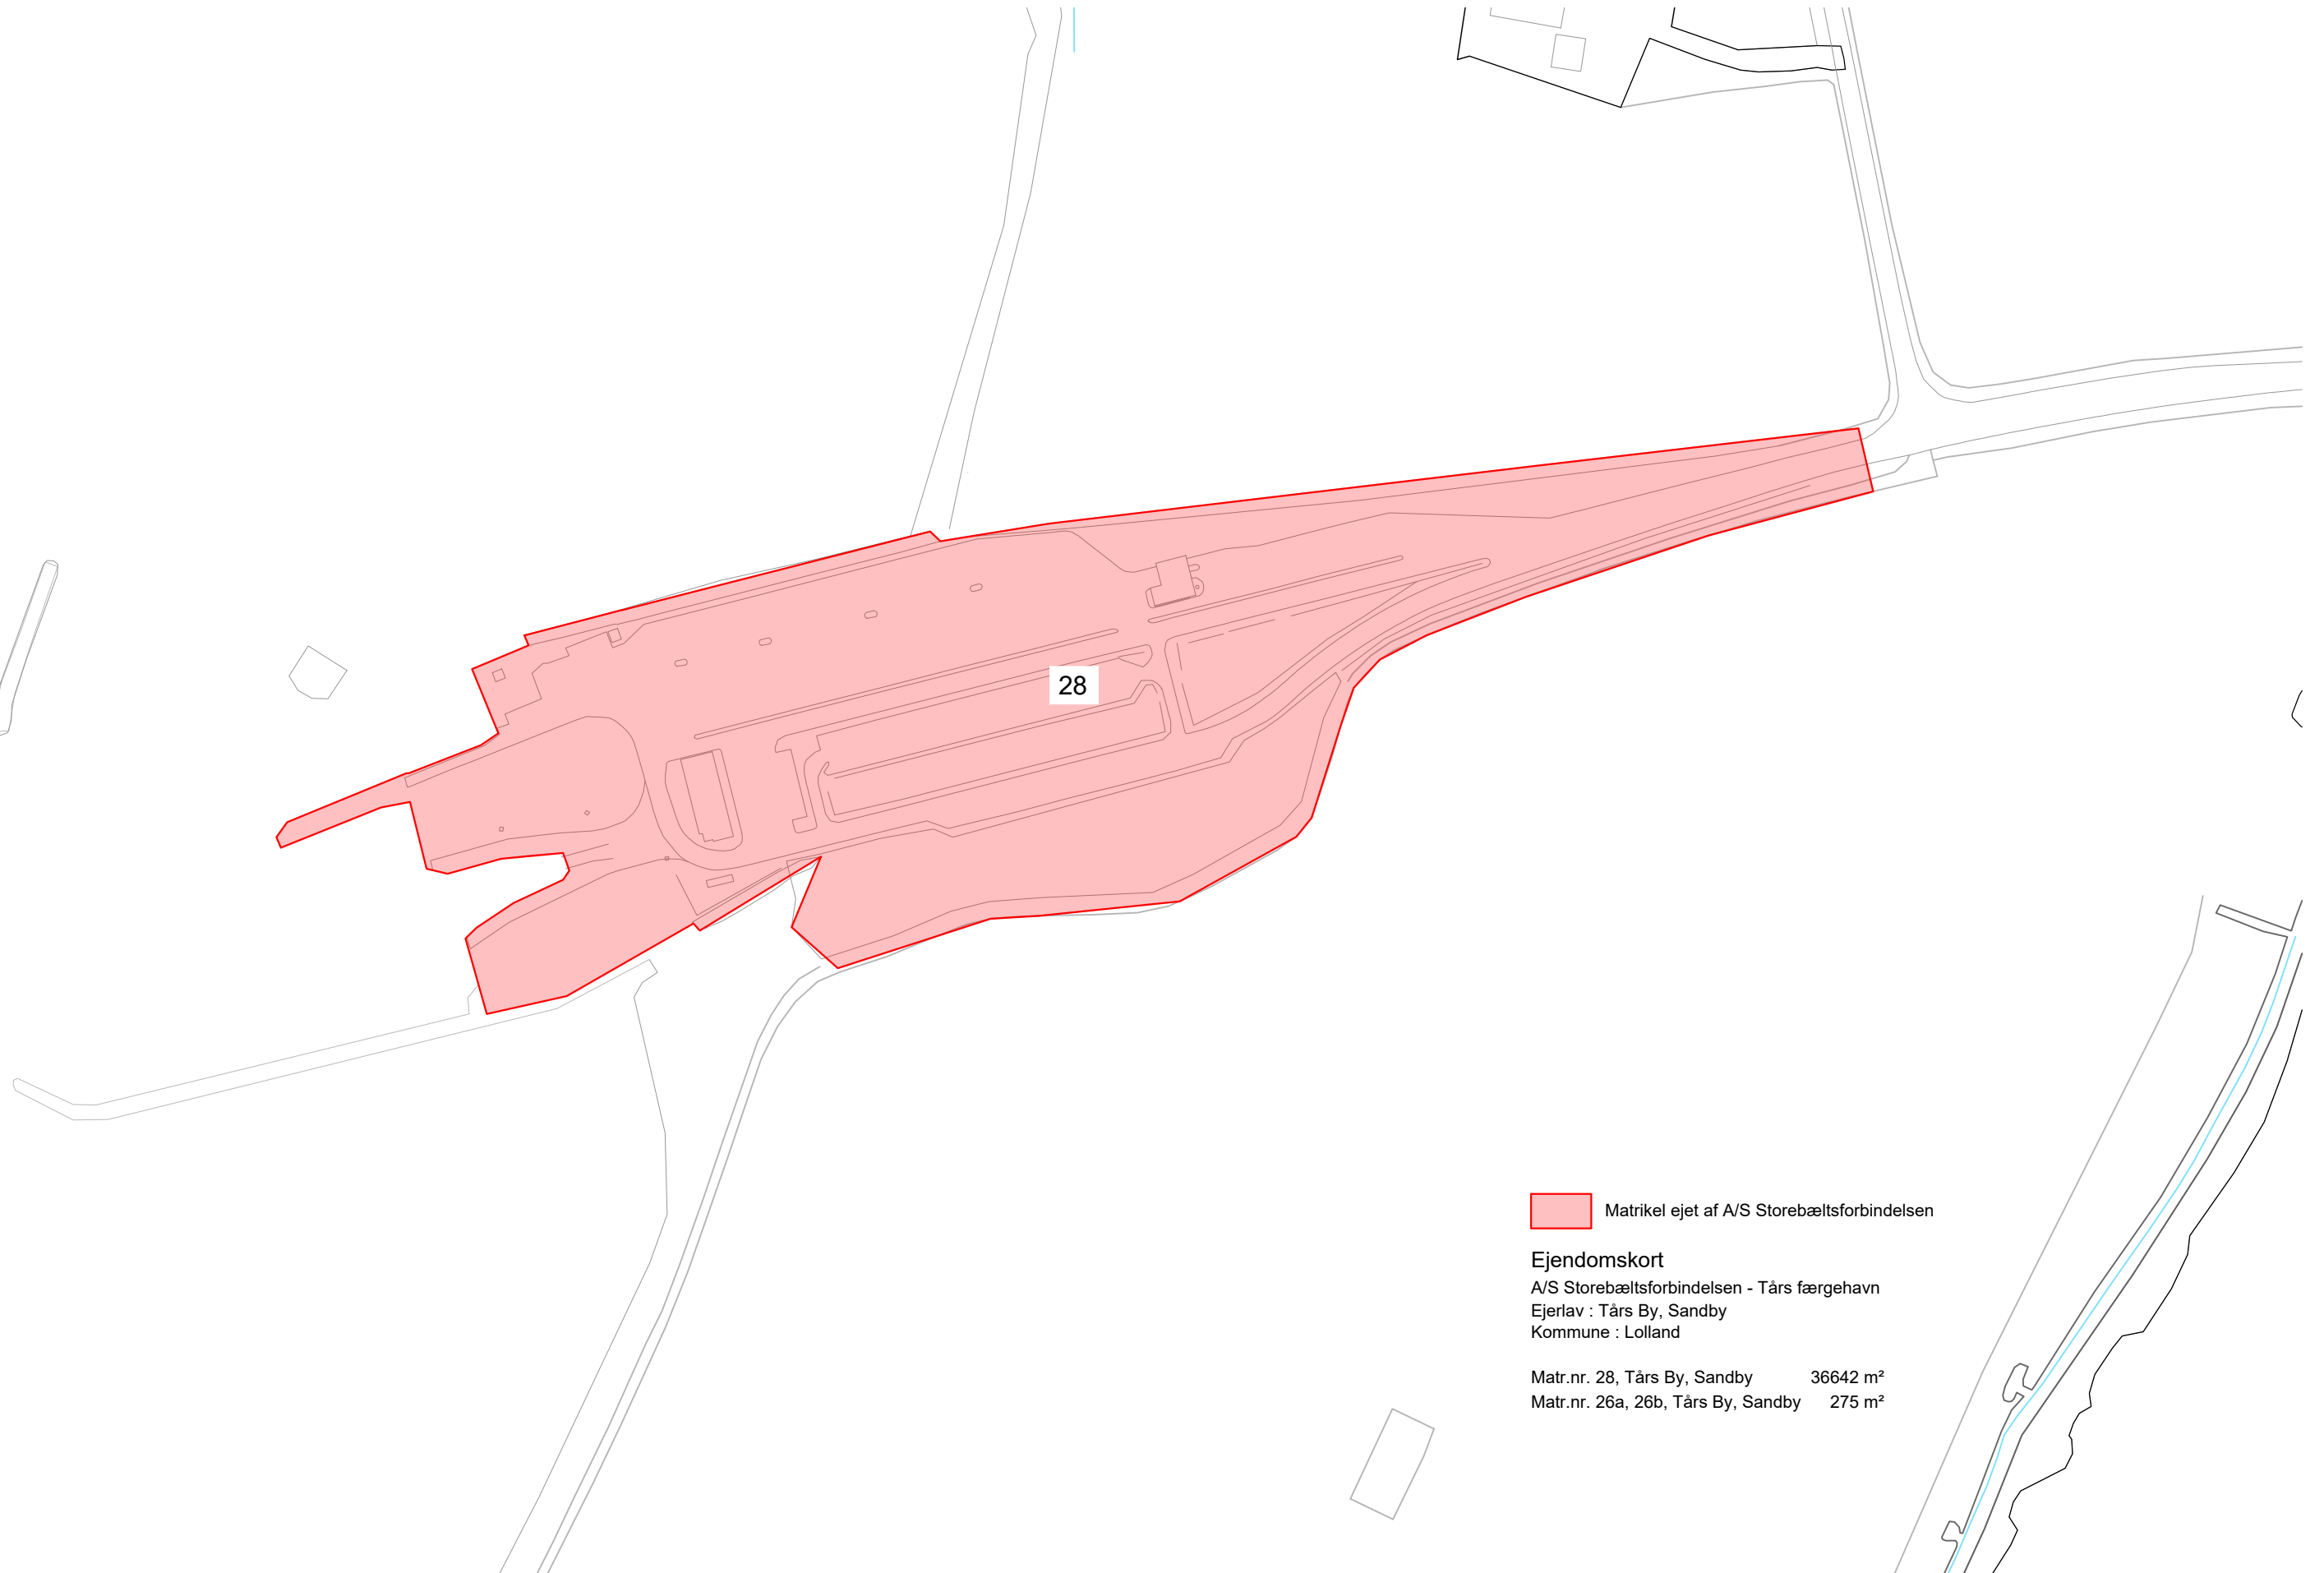 28
Matrikel ejet af A/S Storebæltsforbindelsen
Ejendomskort
A/S Storebæltsforbindelsen - Tårs færgehavn
Ejerlav : Tårs By, Sandby
Kommune : Lolland
Matr.nr. 28, Tårs By, Sandby 36642 m²
Matr.nr. 26a, 26b, Tårs By, Sandby 275 m²